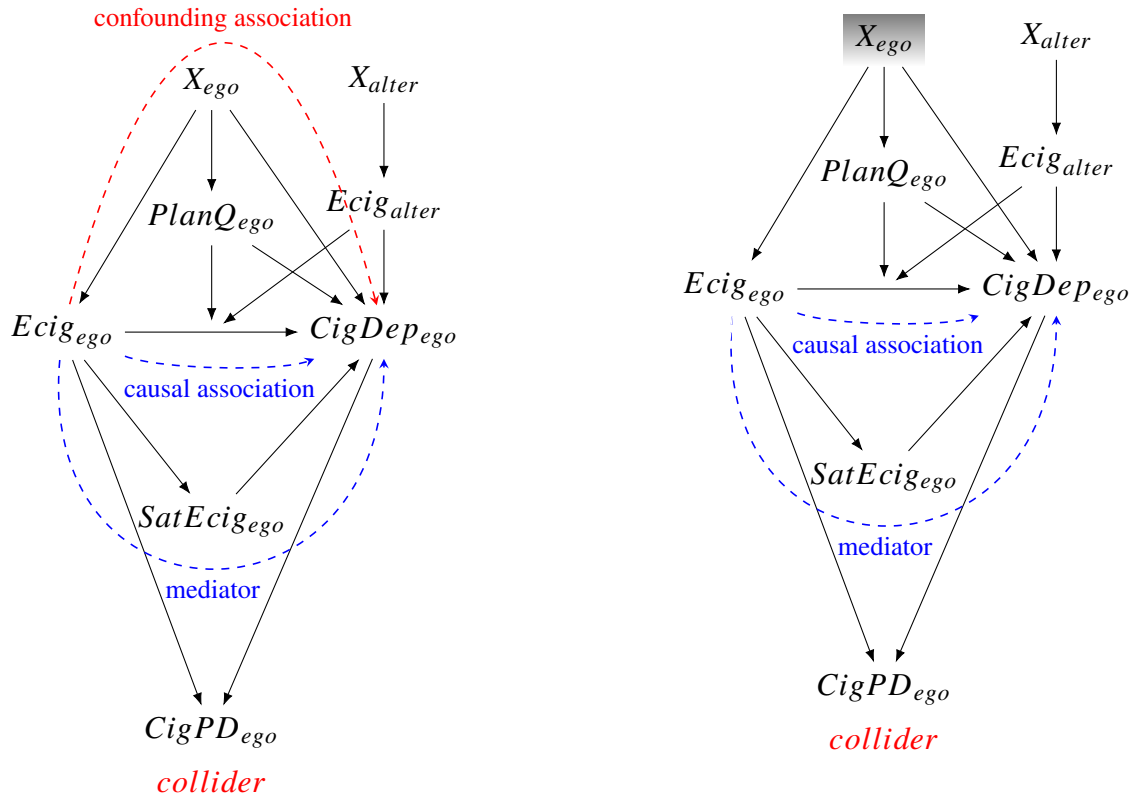 confounding association
X_ego
X_alter
PlanQ_ego
Ecig_alter
Ecig_ego
CigDep_ego
causal association
SatEcig_ego
mediator
CigPD_ego
collider
X_ego
X_alter
PlanQ_ego
Ecig_alter
Ecig_ego
CigDep_ego
causal association
SatEcig_ego
mediator
CigPD_ego
collider